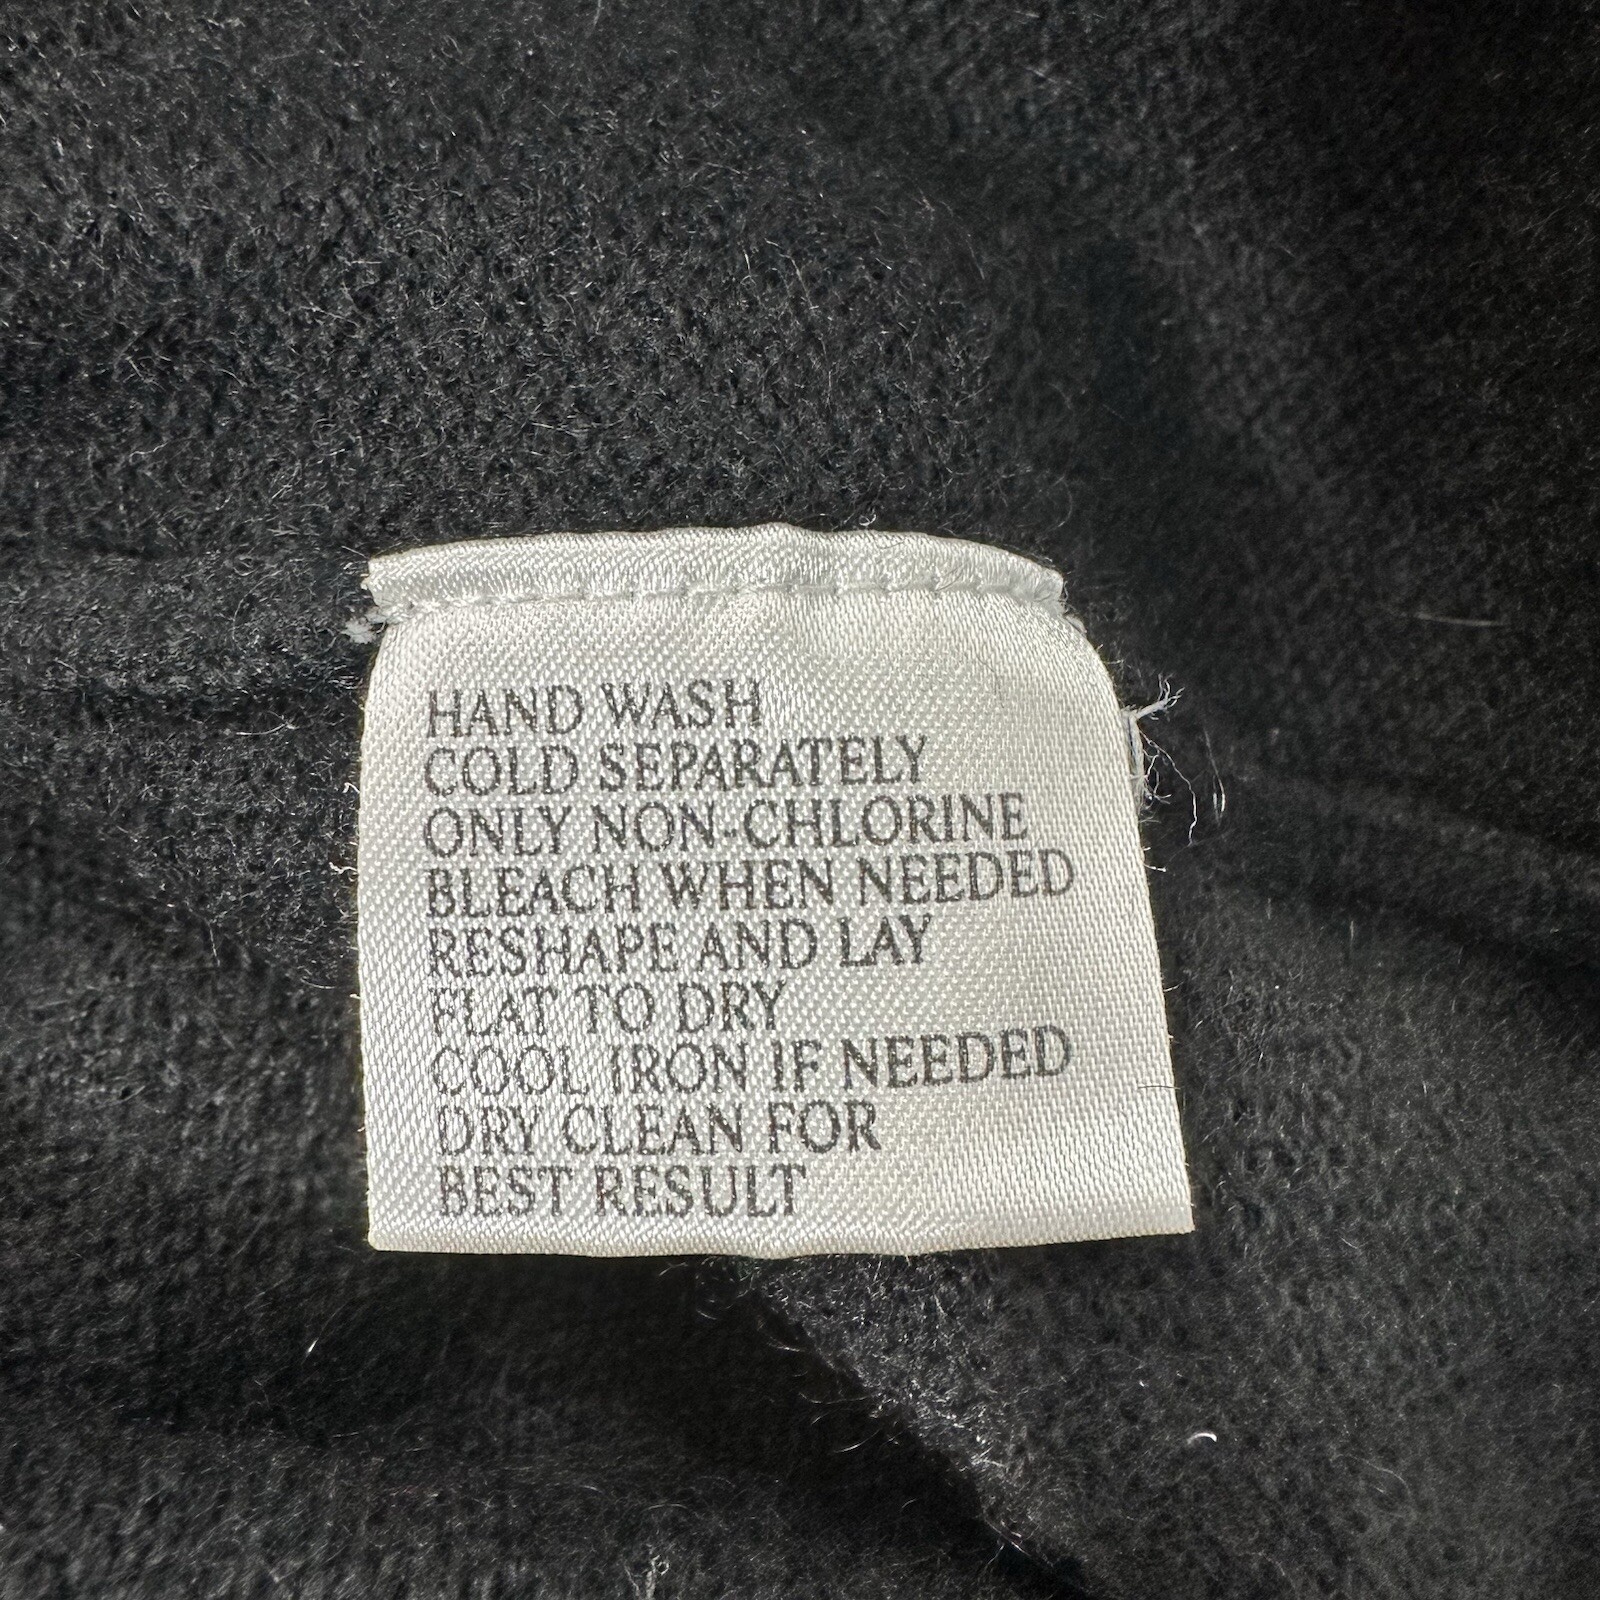 HAND WASH
COLD SEPARATELY
ONLY NON-CHLORINE
BLEACH WHEN NEEDED
RESHAPE AND LAY
FLAT TO DRY
COOL IRON IF NEEDED
DRY CLEAN FOR
BEST RESULT